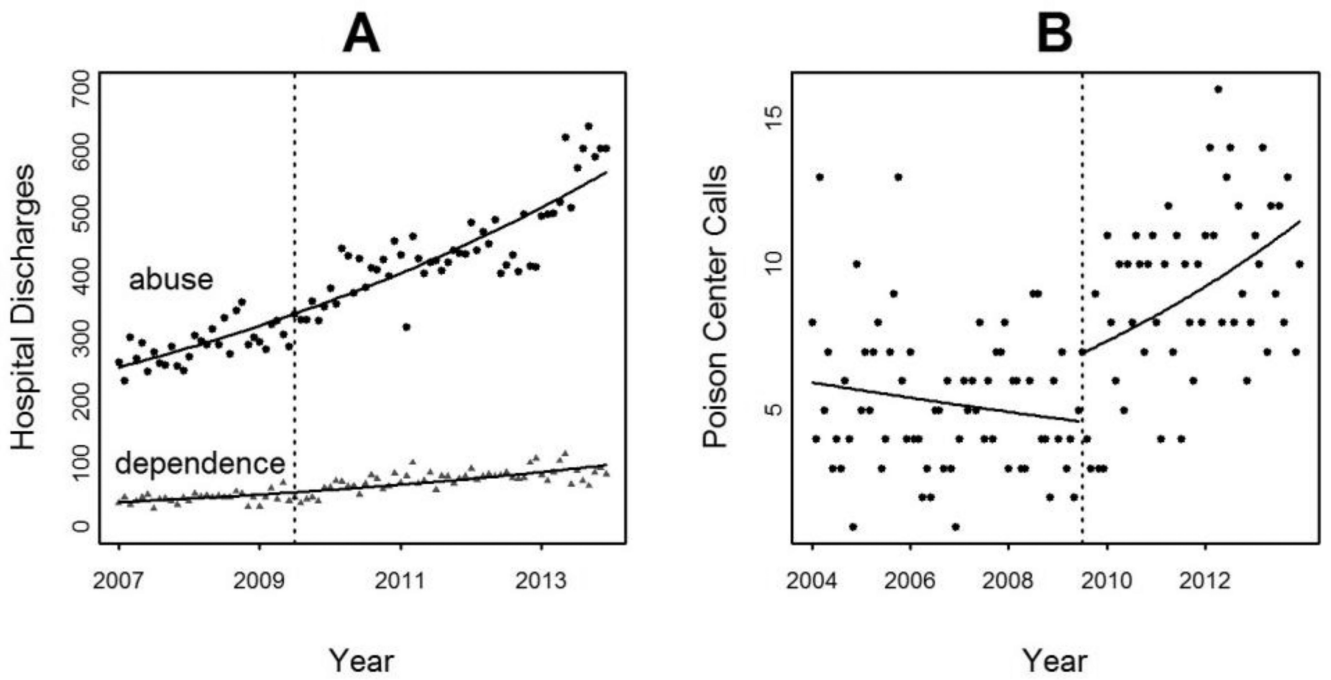 A
Hospital Discharges
700
600
500
400
300
200
100
0
abuse
dependence
2007 2009 2011 2013
Year
B
Poison Center Calls
15
10
5
2004 2006 2008 2010 2012
Year